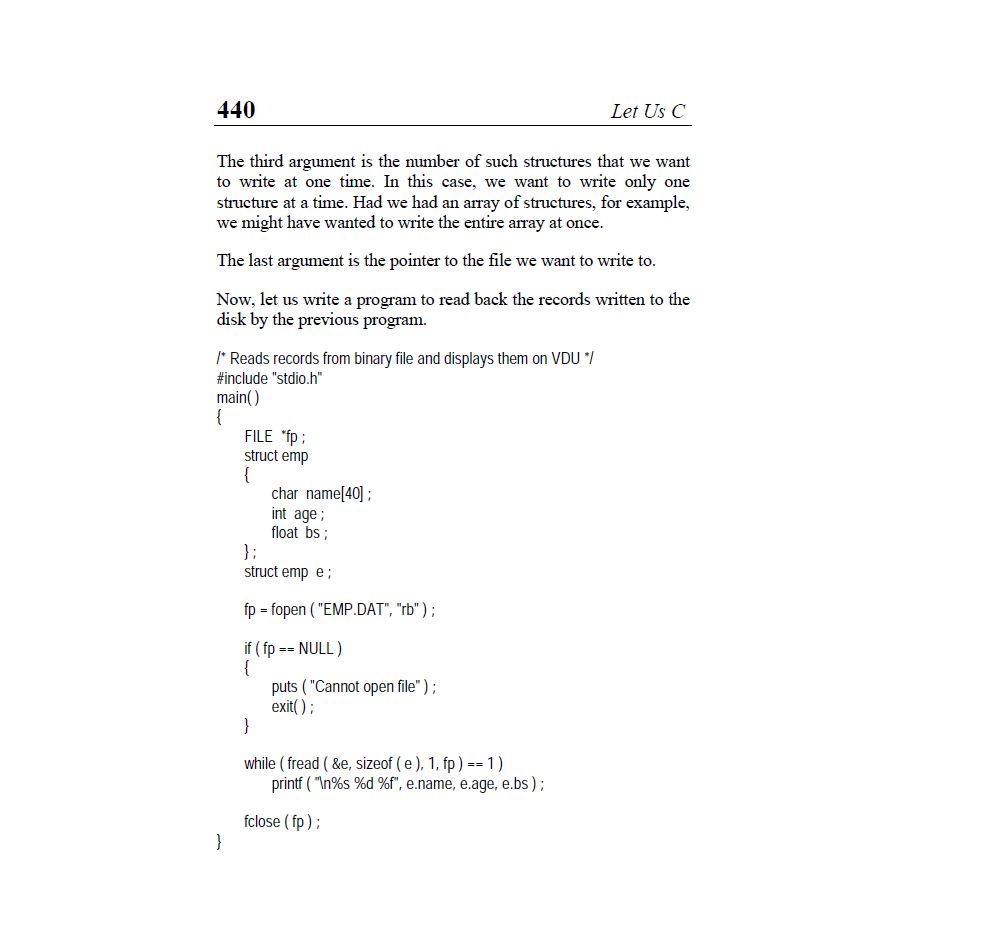 440 Let Us C
The third argument is the number of such structures that we want
to write at one time. In this case, we want to write only one
structure at a time. Had we had an array of structures, for example,
we might have wanted to write the entire array at once.
The last argument is the pointer to the file we want to write to.
Now, let us write a program to read back the records written to the
disk by the previous program.
/* Reads records from binary file and displays them on VDU */
#include "stdio.h"
main( )
{
FILE *fp ;
struct emp
{
char name[40] ;
int age ;
float bs ;
} ;
struct emp e ;
fp = fopen ( "EMP.DAT", "rb" ) ;
if ( fp == NULL )
{
puts ( "Cannot open file" ) ;
exit( ) ;
}
while ( fread ( &e, sizeof ( e ), 1, fp ) == 1 )
printf ( "\n%s %d %f", e.name, e.age, e.bs ) ;
fclose ( fp ) ;
}